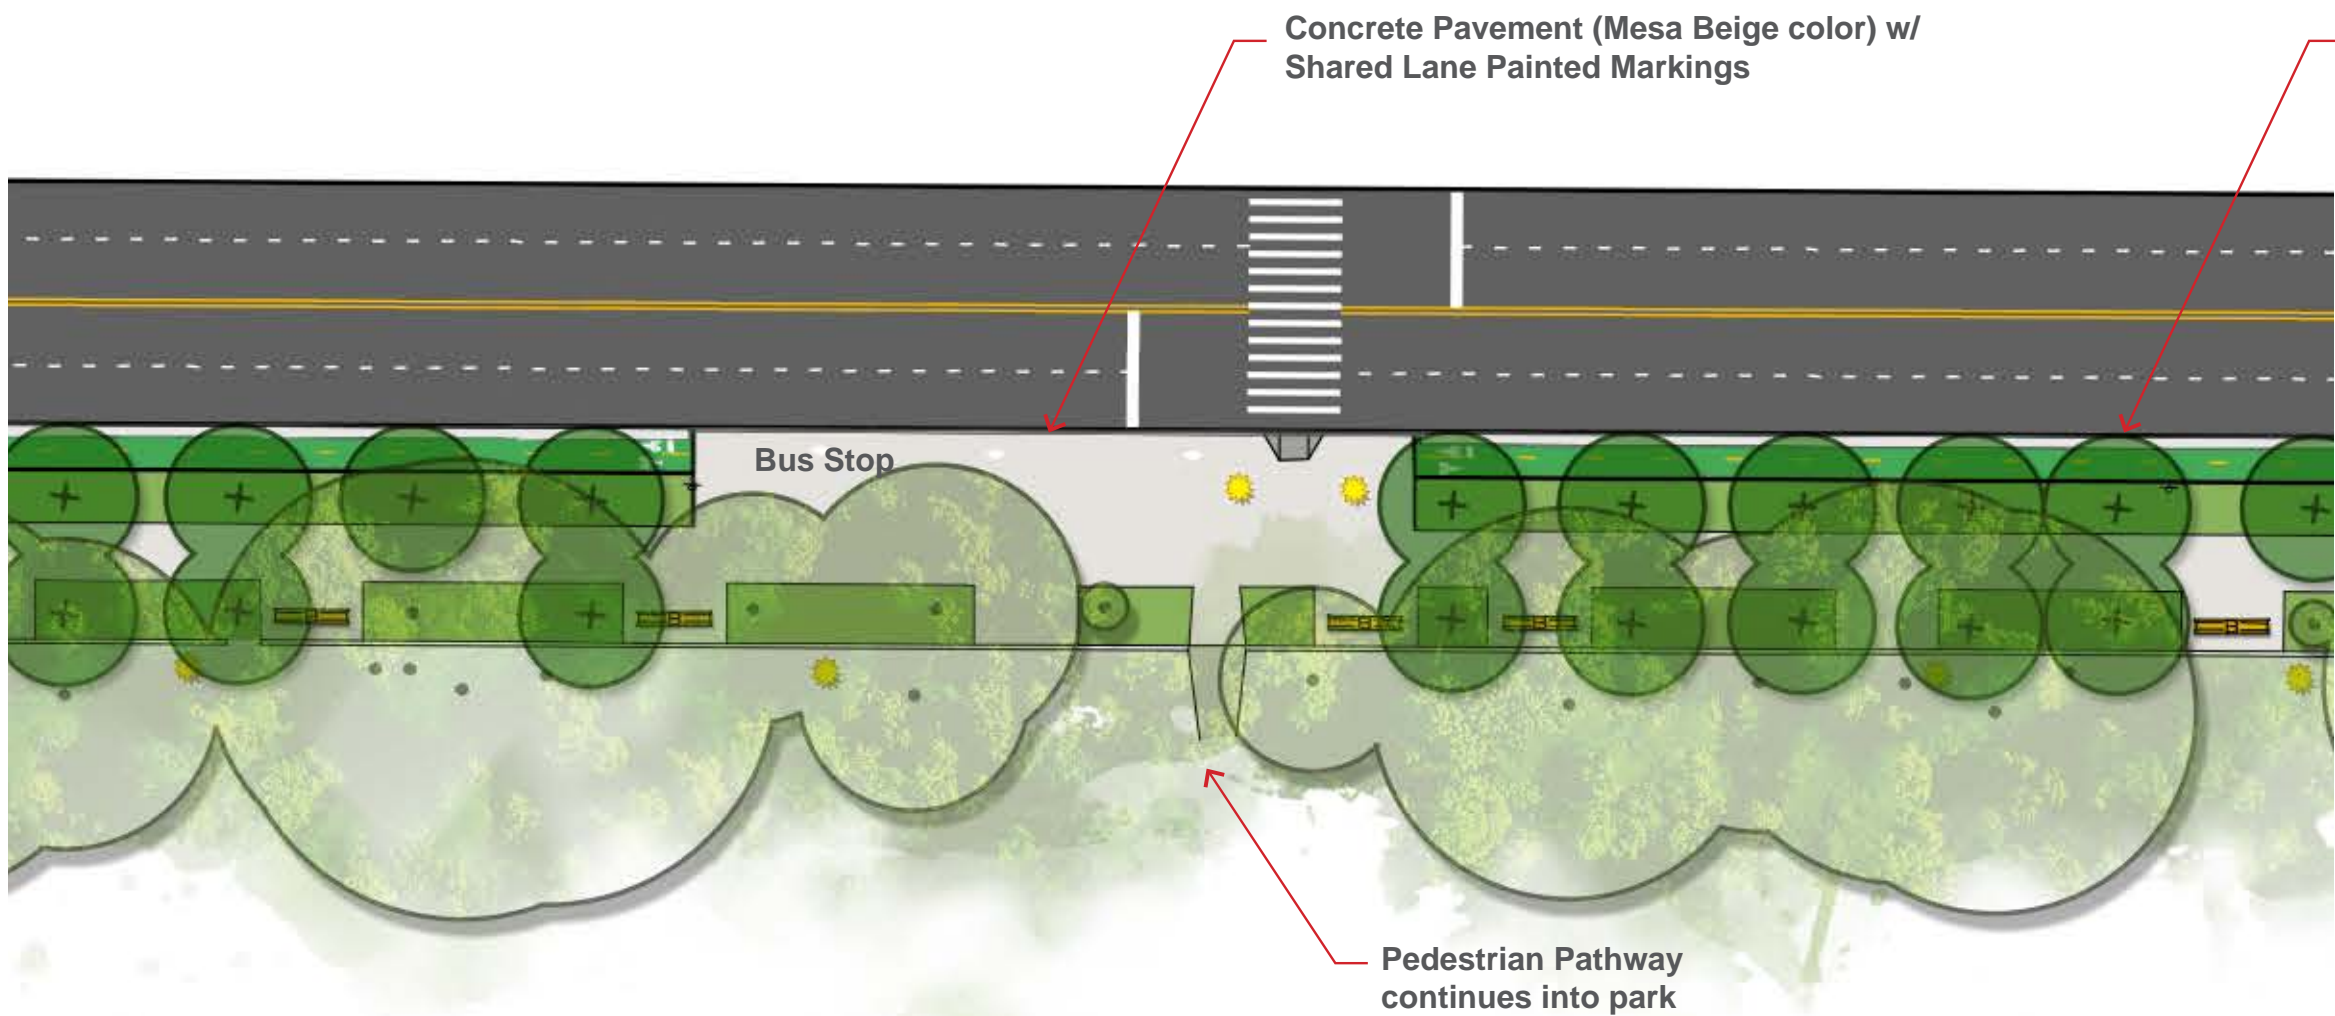 Concrete Pavement (Mesa Beige color) w/
Shared Lane Painted Markings
Bus Stop
Pedestrian Pathway
continues into park